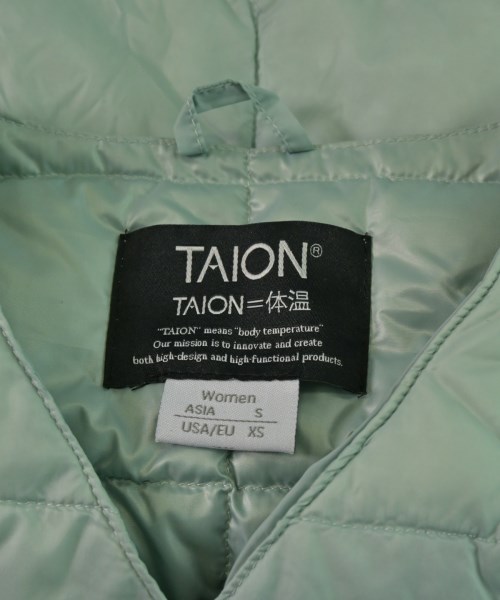 TAION®
TAION=体温
"TAION" means "body temperature"
Our mission is to innovate and create
both high-design and high-functional products.
Women
ASIA S
USA/EU XS